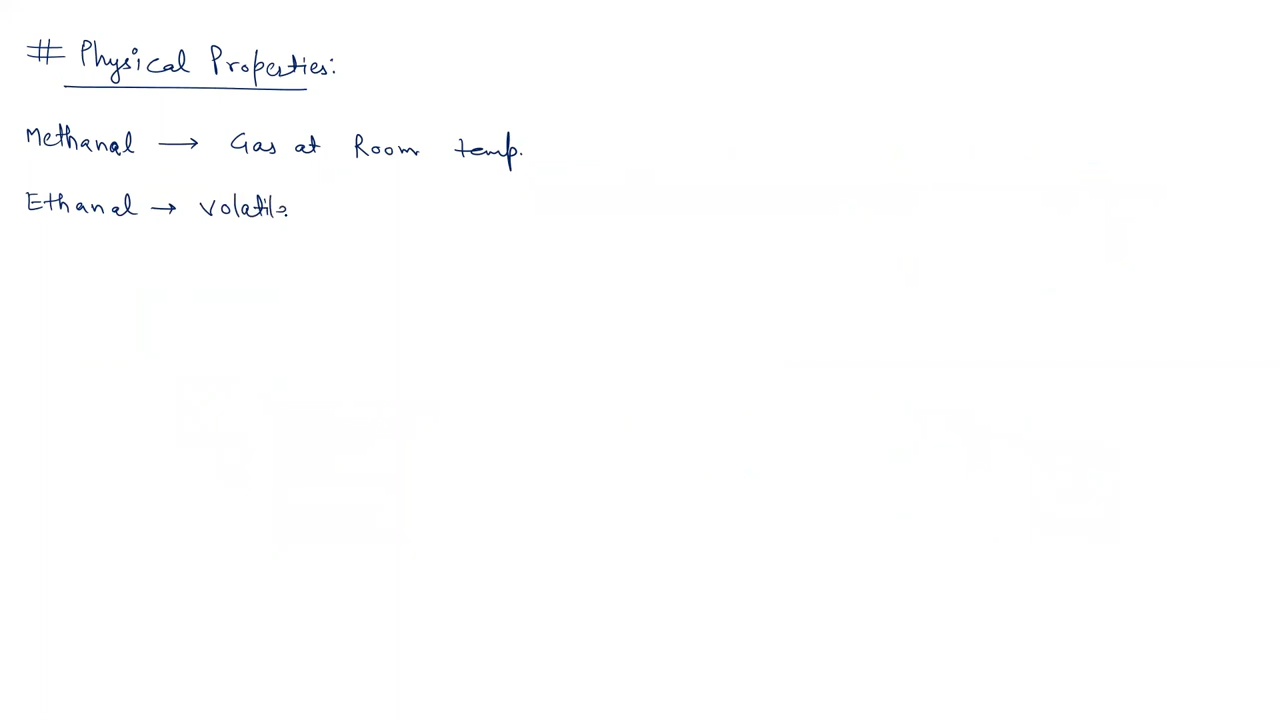 # Physical Properties:
Methanal → Gas at Room temp.
Ethanal → Volatile